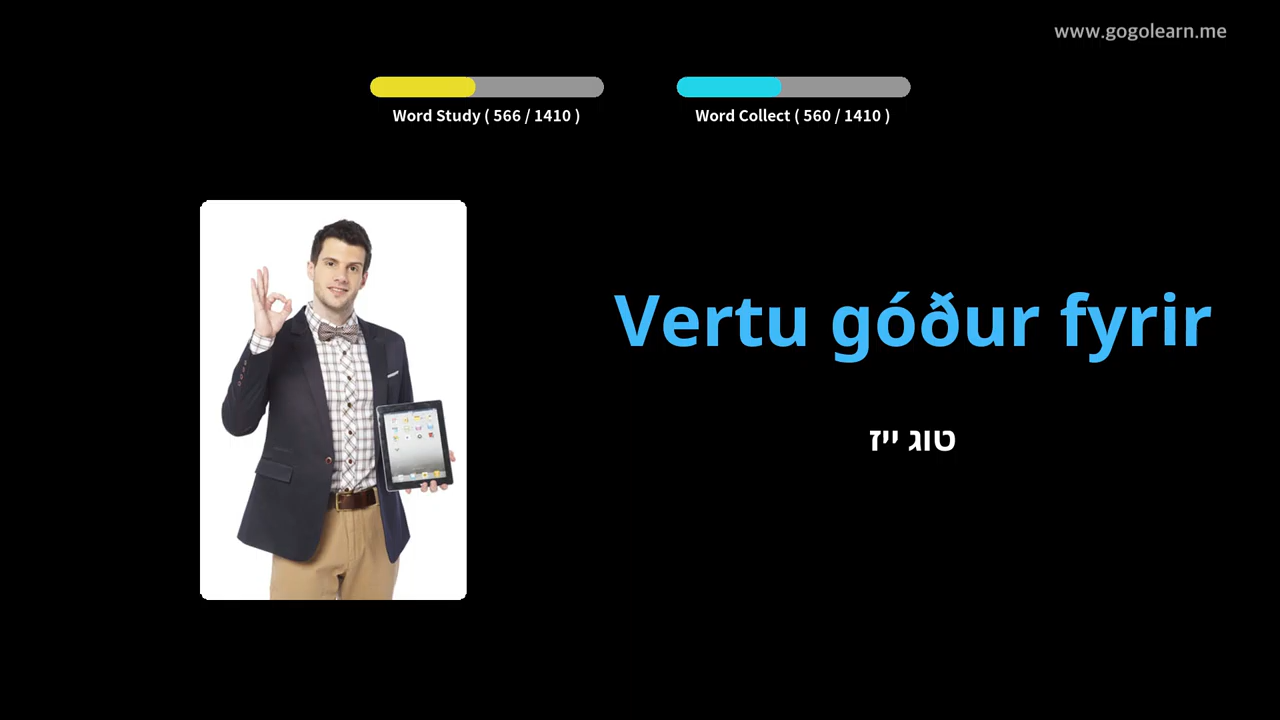 www.gogolearn.me
Word Study ( 566 / 1410 )
Word Collect ( 560 / 1410 )
Vertu góður fyrir
טוג ייז